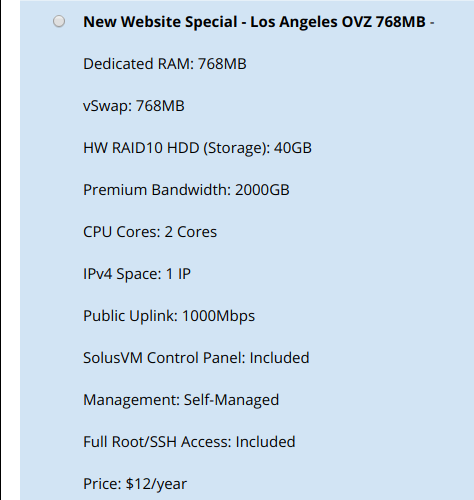 New Website Special - Los Angeles OVZ 768MB -
Dedicated RAM: 768MB
vSwap: 768MB
HW RAID10 HDD (Storage): 40GB
Premium Bandwidth: 2000GB
CPU Cores: 2 Cores
IPv4 Space: 1 IP
Public Uplink: 1000Mbps
SolusVM Control Panel: Included
Management: Self-Managed
Full Root/SSH Access: Included
Price: $12/year